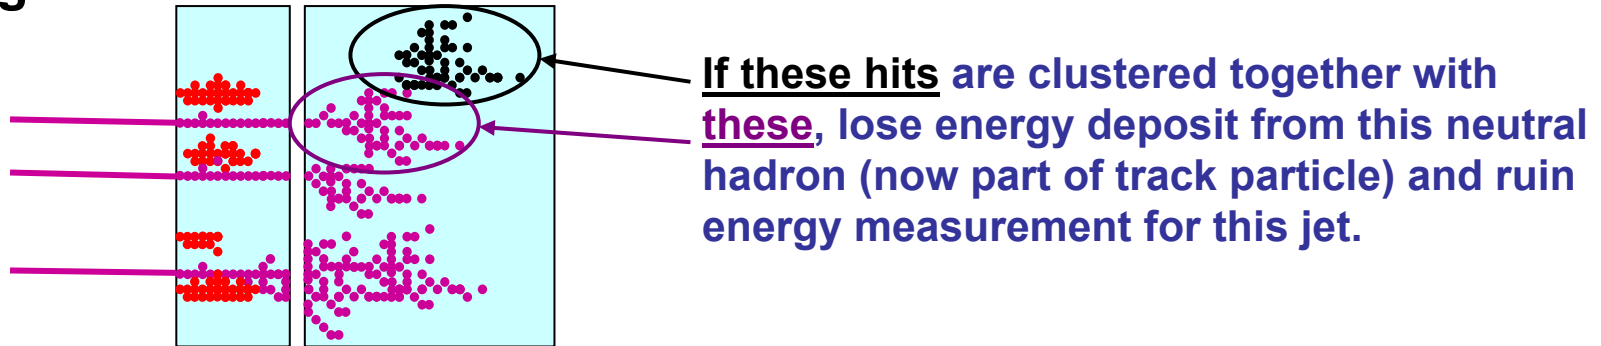 g
If these hits are clustered together with
these, lose energy deposit from this neutral
hadron (now part of track particle) and ruin
energy measurement for this jet.